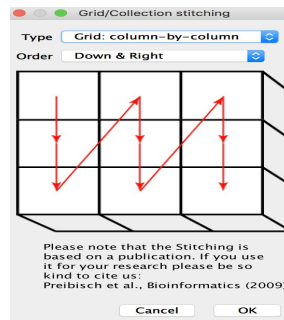 Grid/Collection stitching
Type Grid: column-by-column
Order Down & Right
Please note that the Stitching is
based on a publication. If you use
it for your research please be so
kind to cite us:
Preibisch et al., Bioinformatics (2009)
Cancel OK